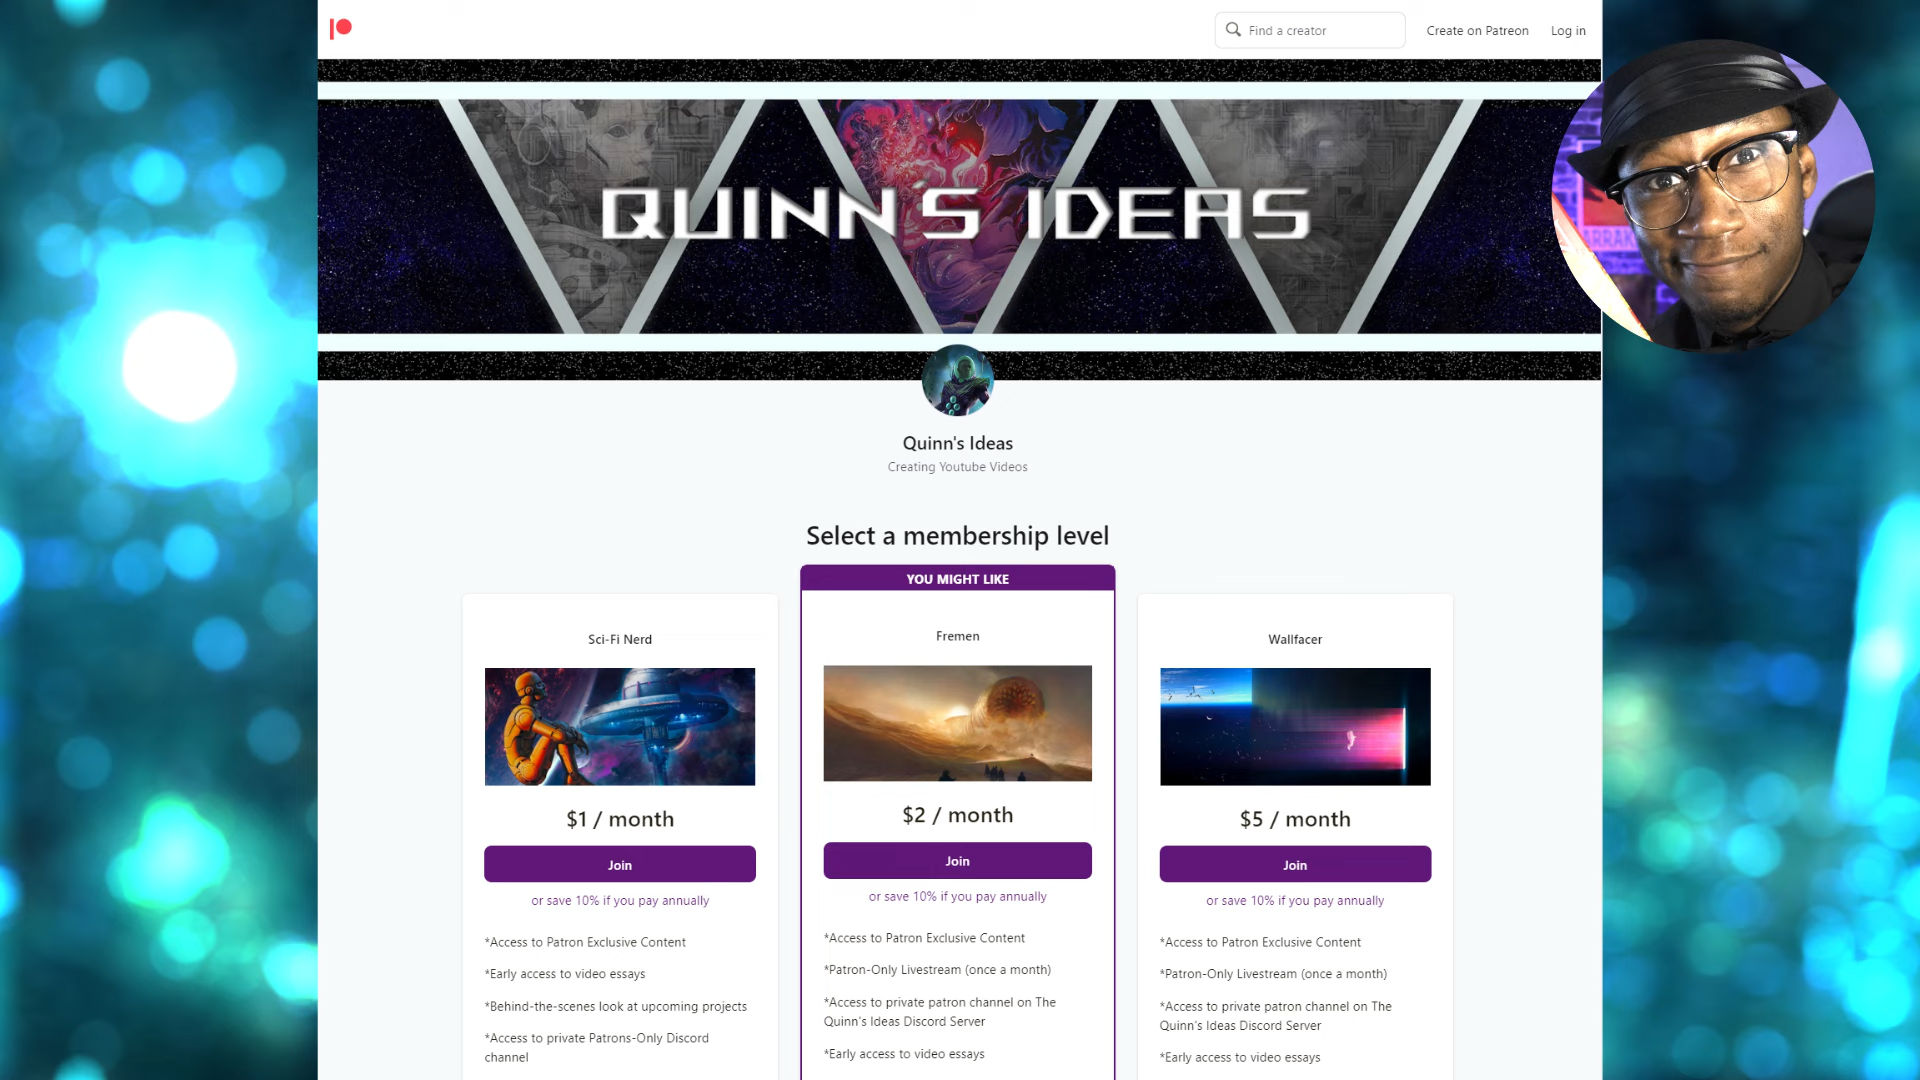 Find a creator
Create on Patreon
Log in
QUINN'S IDEAS
ARRAK
Quinn's Ideas
Creating Youtube Videos
Select a membership level
YOU MIGHT LIKE
Sci-Fi Nerd
$1 / month
Join
or save 10% if you pay annually
*Access to Patron Exclusive Content
*Early access to video essays
*Behind-the-scenes look at upcoming projects
*Access to private Patrons-Only Discord
channel
Fremen
$2 / month
Join
or save 10% if you pay annually
*Access to Patron Exclusive Content
*Patron-Only Livestream (once a month)
*Access to private patron channel on The
Quinn's Ideas Discord Server
*Early access to video essays
Wallfacer
$5 / month
Join
or save 10% if you pay annually
*Access to Patron Exclusive Content
*Patron-Only Livestream (once a month)
*Access to private patron channel on The
Quinn's Ideas Discord Server
*Early access to video essays